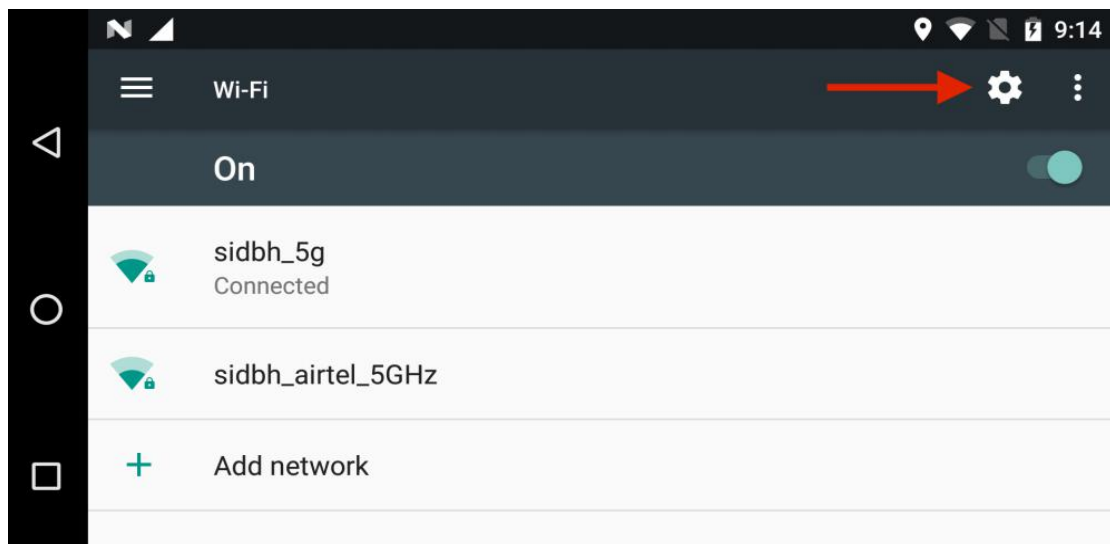 9:14
Wi-Fi
On
sidbh_5g
Connected
sidbh_airtel_5GHz
Add network